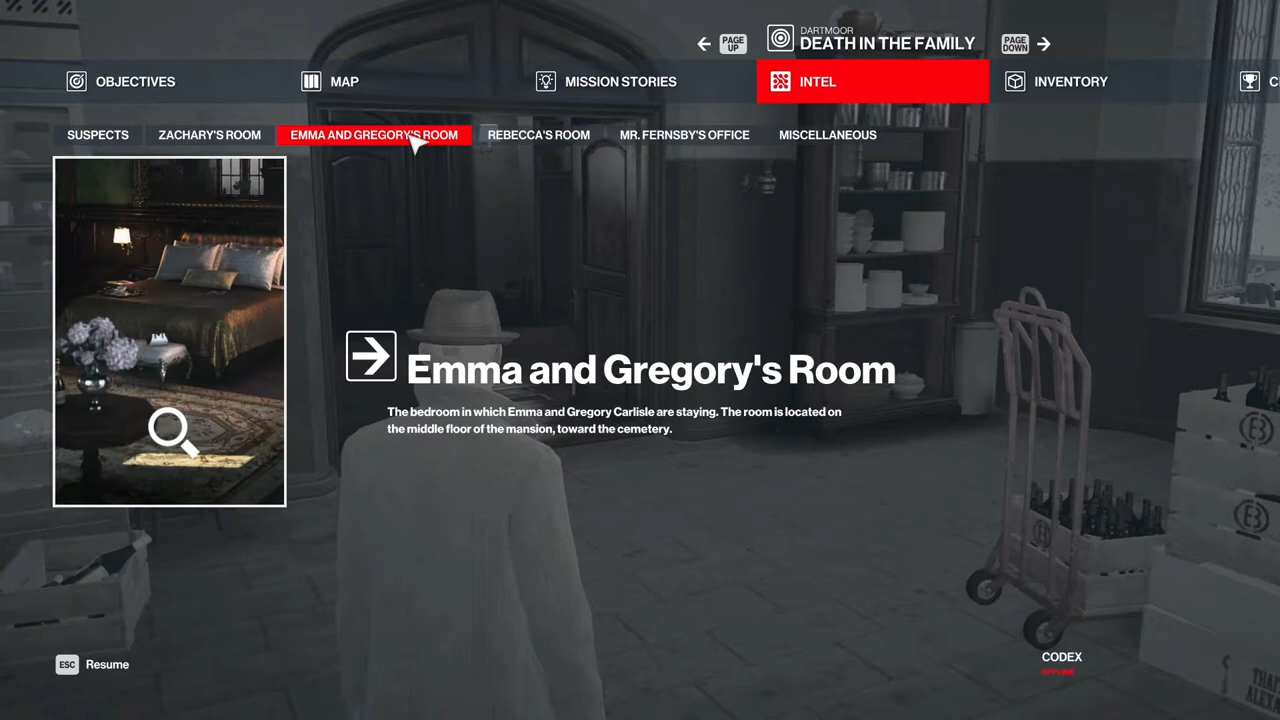 DARTMOOR
PAGE UP
DEATH IN THE FAMILY
PAGE DOWN
OBJECTIVES
MAP
MISSION STORIES
INTEL
INVENTORY
C
SUSPECTS
ZACHARY'S ROOM
EMMA AND GREGORY'S ROOM
REBECCA'S ROOM
MR. FERNSBY'S OFFICE
MISCELLANEOUS
Emma and Gregory's Room
The bedroom in which Emma and Gregory Carlisle are staying. The room is located on
the middle floor of the mansion, toward the cemetery.
ESC Resume
CODEX
OFFLINE